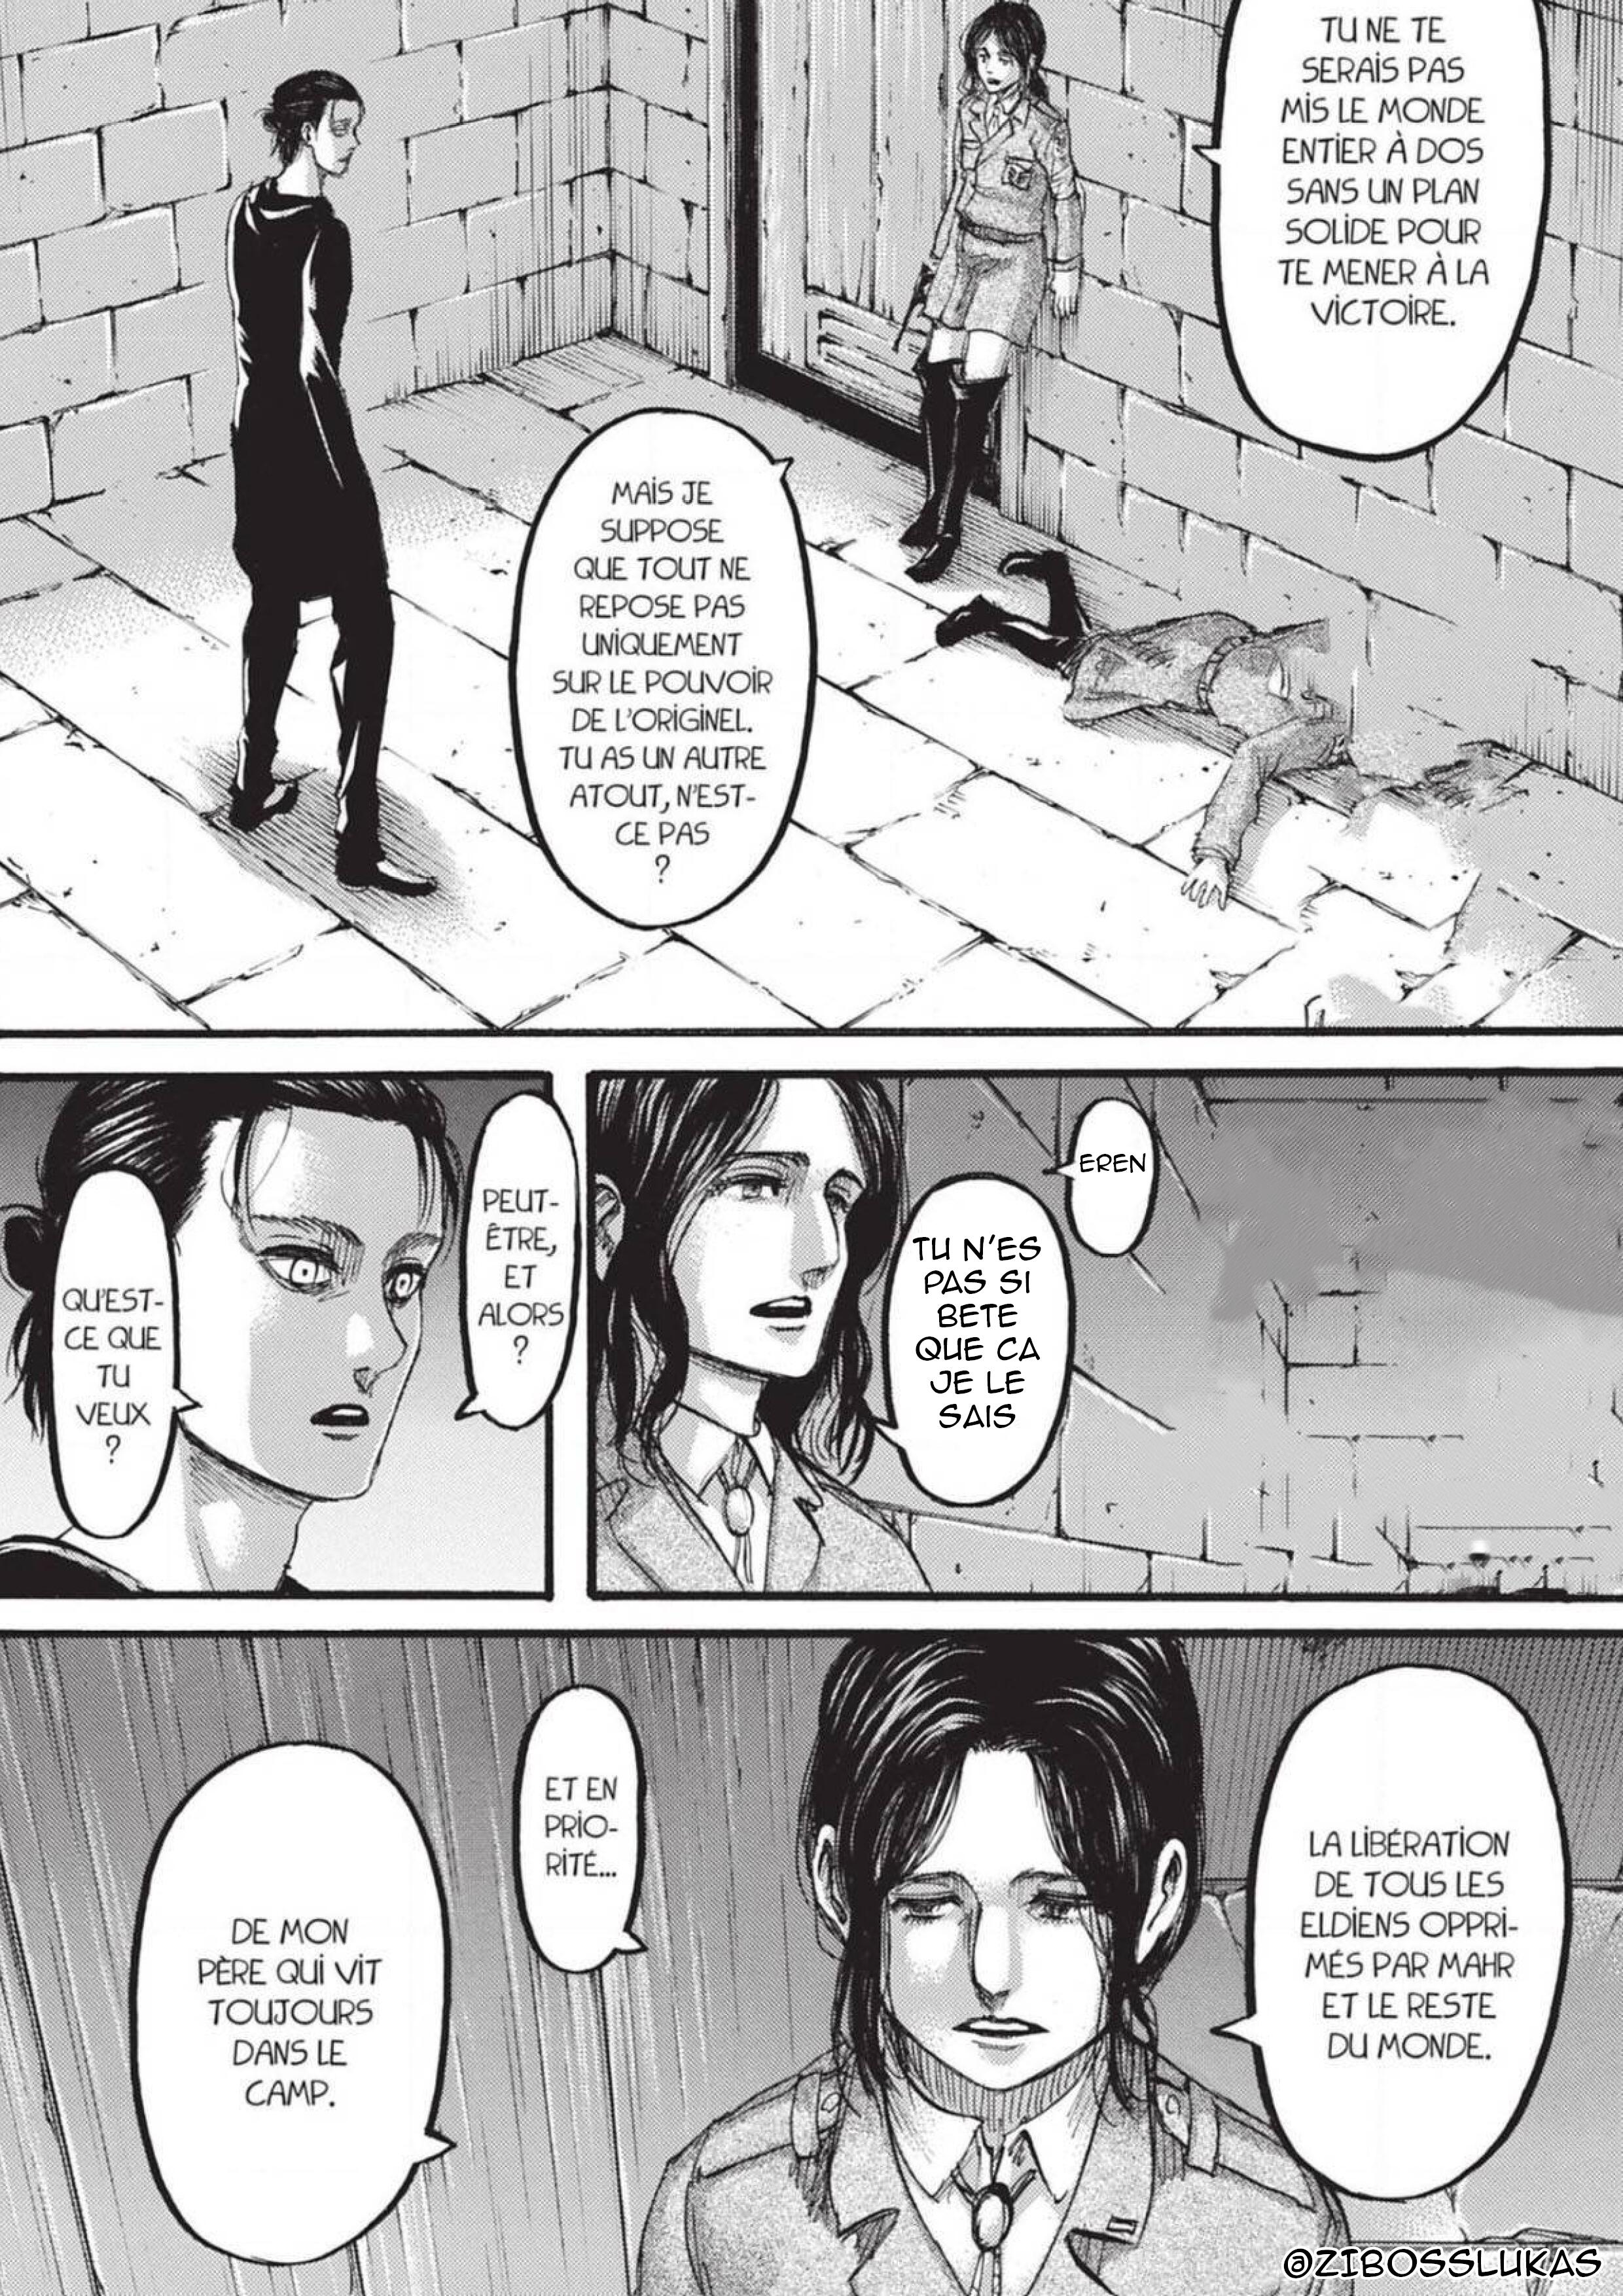 TU NE TE
SERAIS PAS
MIS LE MONDE
ENTIER À DOS
SANS UN PLAN
SOLIDE POUR
TE MENER À LA
VICTOIRE.
MAIS JE
SUPPOSE
QUE TOUT NE
REPOSE PAS
UNIQUEMENT
SUR LE POUVOIR
DE L'ORIGINEL.
TU AS UN AUTRE
ATOUT, N'EST-
CE PAS
?
EREN
TU N'ES
PAS SI
BETE
QUE CA
JE LE
SAIS
PEUT-
ÊTRE,
ET
ALORS
?
QU'EST-
CE QUE
TU
VEUX
?
LA LIBÉRATION
DE TOUS LES
ELDIENS OPPRI-
MÉS PAR MAHR
ET LE RESTE
DU MONDE.
ET EN
PRIO-
RITÉ...
DE MON
PÈRE QUI VIT
TOUJOURS
DANS LE
CAMP.
@ZIBOSSLUKAS